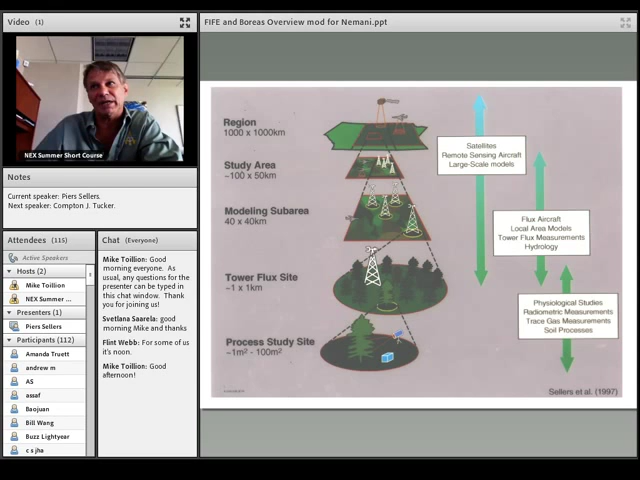 Video (1)
NEX Summer Short Course
Notes
Current speaker: Piers Sellers.
Next speaker: Compton J. Tucker.
Attendees (115)
Active Speakers
Hosts (2)
Mike Toillion
NEX Summer ...
Presenters (1)
Piers Sellers
Participants (112)
Amanda Truett
andrew m
AS
assaf
Baojuan
Bill Wang
Buzz Lightyear
c s jha
Chat (Everyone)
Mike Toillion: Good
morning everyone. As
usual, any questions for the
presenter can be typed in
this chat window. Thank
you for joining us!
Svetlana Saarela: good
morning Mike and thanks
Flint Webb: For some of us
it's noon.
Mike Toillion: Good
afternoon!
FIFE and Boreas Overview mod for Nemani.ppt
Region
1000 x 1000km
Study Area
~100 x 50km
Modeling Subarea
40 x 40km
Tower Flux Site
~1 x 1km
Process Study Site
~1m² - 100m²
Satellites
Remote Sensing Aircraft
Large-Scale models
Flux Aircraft
Local Area Models
Tower Flux Measurements
Hydrology
Physiological Studies
Radiometric Measurements
Trace Gas Measurements
Soil Processes
Sellers et al. (1997)